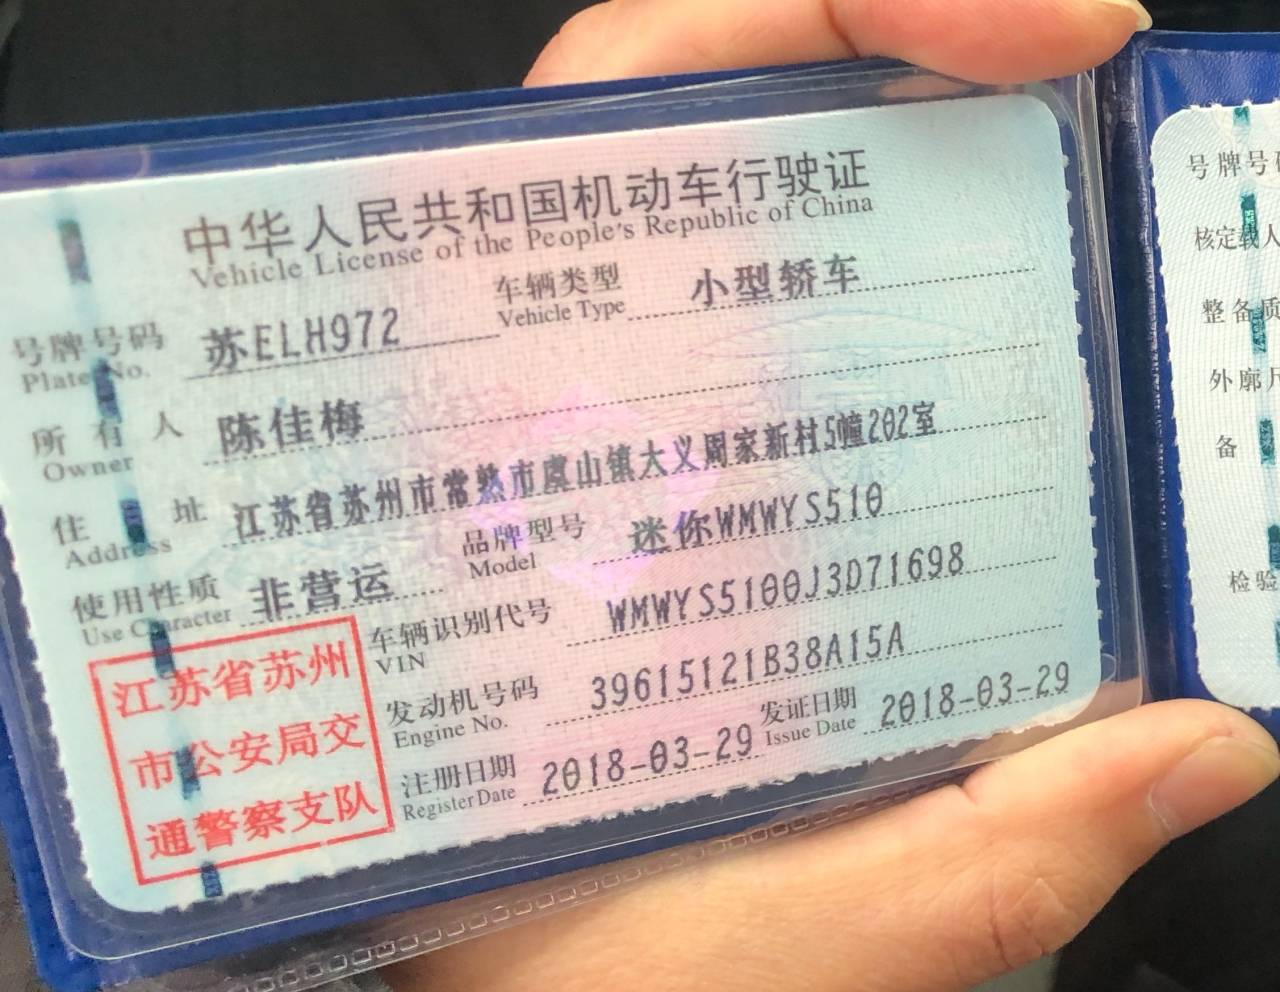 中华人民共和国机动车行驶证
Vehicle License of the People's Republic of China
号牌号码 苏ELH972 车辆类型 小型轿车
Plate No. Vehicle Type
所有人 陈佳梅
Owner
住址 江苏省苏州市常熟市虞山镇大义周家新村5幢202室
Address
品牌型号 迷你WMWYS510
Model
使用性质 非营运
Use Character
车辆识别代号 WMWYS5100J3D71698
VIN
发动机号码 39615121B38A15A
Engine No.
注册日期 2018-03-29 发证日期 2018-03-29
Register Date Issue Date
江苏省苏州
市公安局交
通警察支队
号牌号码
核定载人
整备质
外廓尺
备
检验